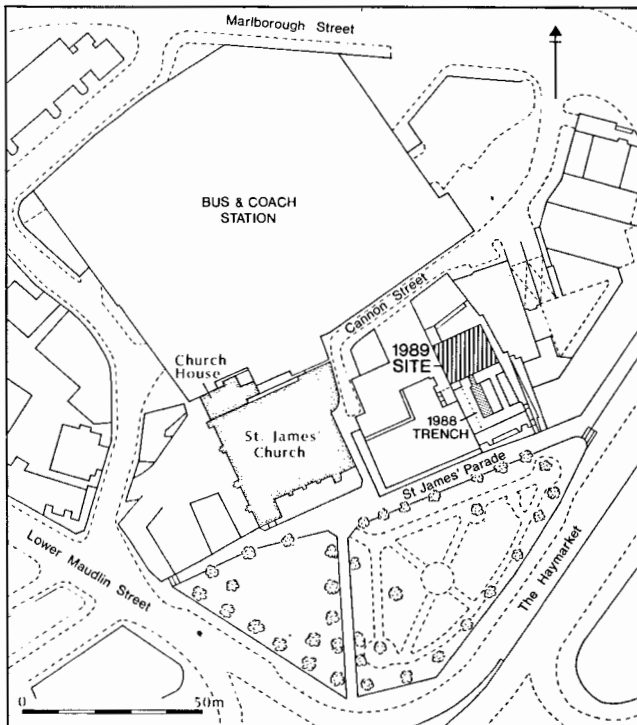 Marlborough Street
BUS & COACH
STATION
Cannon Street
1989
SITE
Church
House
1988
TRENCH
St. James'
Church
St James' Parade
Lower Maudlin Street
The Haymarket
0 50m